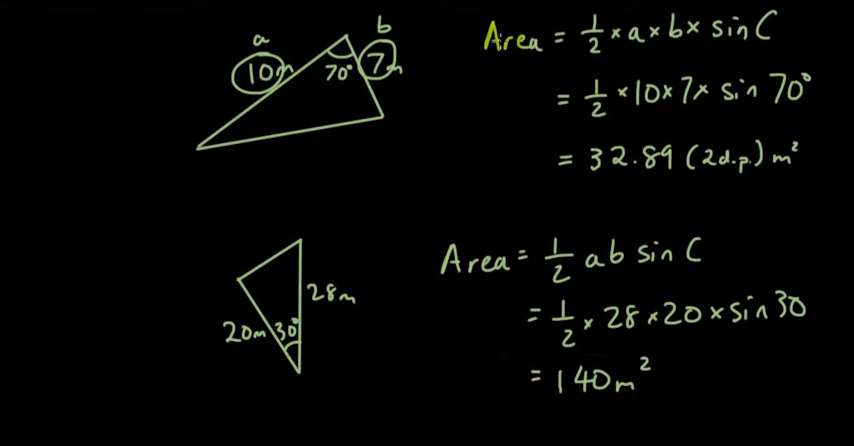 a
b
10m
70°
7m
Area = 1/2 × a × b × sin C
= 1/2 × 10 × 7 × sin 70°
= 32.89 (2d.p.) m²
28m
20m
30°
Area = 1/2 ab sin C
= 1/2 × 28 × 20 × sin 30
= 140m²